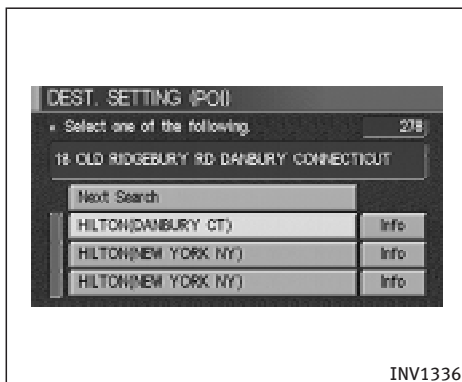 DEST. SETTING (POI)
Select one of the following. 278
18 OLD RIDGEBURY RD DANBURY CONNECTICUT
Next Search
HILTON(DANBURY CT) Info
HILTON(NEW YORK NY) Info
HILTON(NEW YORK NY) Info
INV1336